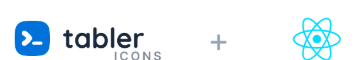 tabler
ICONS
+